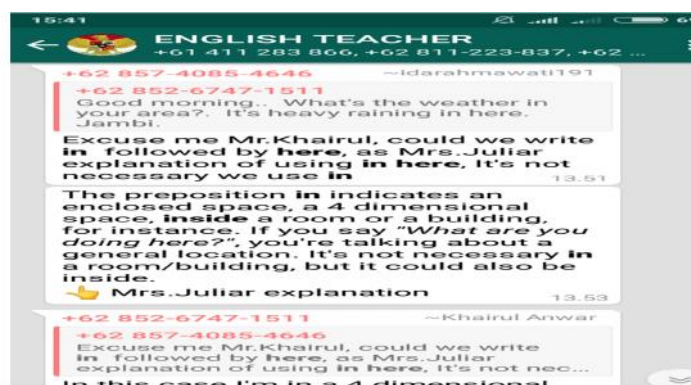 15:41
ENGLISH TEACHER
+61 411 283 866, +62 811-223-837, +62 ...
+62 857-4085-4646 ~idarahmawati191
+62 852-6747-1511
Good morning.. What's the weather in
your area?. It's heavy raining in here.
Jambi.
Excuse me Mr.Khairul, could we write
in followed by here, as Mrs.Juliar
explanation of using in here, It's not
necessary we use in 13.51
The preposition in indicates an
enclosed space, a 4 dimensional
space, inside a room or a building,
for instance. If you say "What are you
doing here?", you're talking about a
general location. It's not necessary in
a room/building, but it could also be
inside.
👆 Mrs.Juliar explanation 13.53
+62 852-6747-1511 ~Khairul Anwar
+62 857-4085-4646
Excuse me Mr.Khairul, could we write
in followed by here, as Mrs.Juliar
explanation of using in here, It's not nec...
In this case I'm in a 4 dimensional